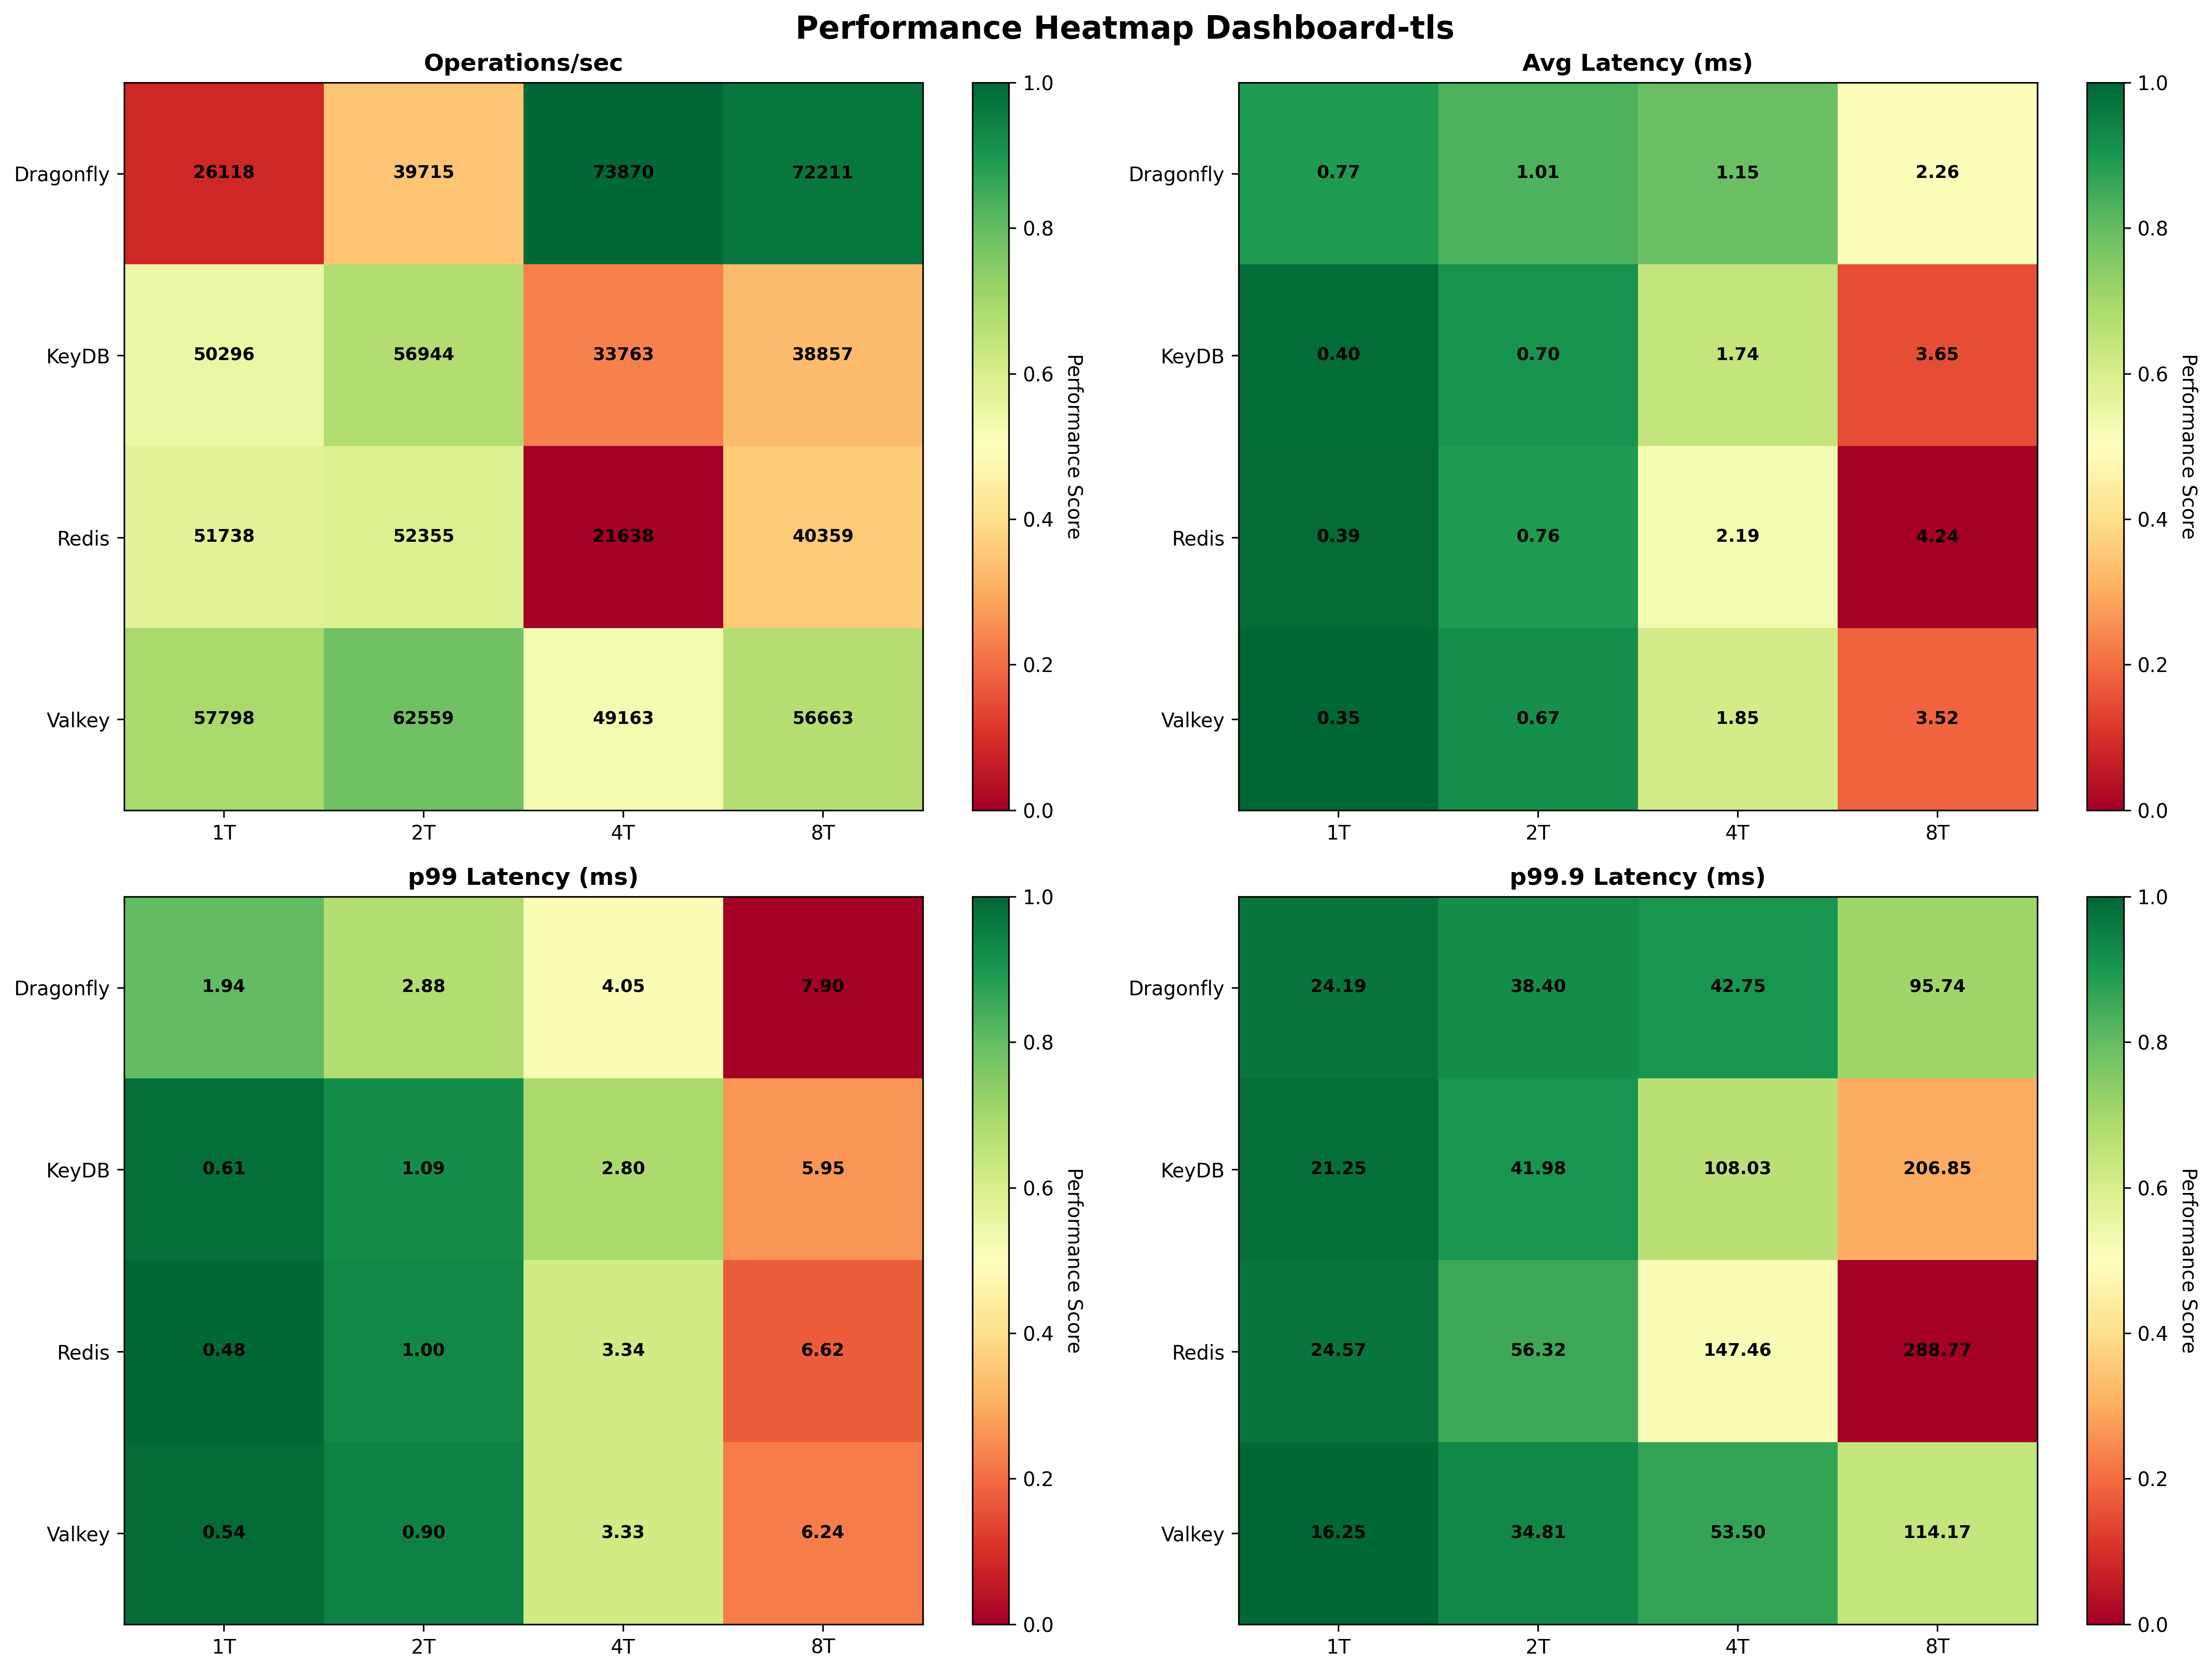 Performance Heatmap Dashboard-tls
Operations/sec
Dragonfly 26118 39715 73870 72211
KeyDB 50296 56944 33763 38857
Redis 51738 52355 21638 40359
Valkey 57798 62559 49163 56663
1T 2T 4T 8T
1.0
0.8
0.6
0.4
0.2
0.0
Performance Score
Avg Latency (ms)
Dragonfly 0.77 1.01 1.15 2.26
KeyDB 0.40 0.70 1.74 3.65
Redis 0.39 0.76 2.19 4.24
Valkey 0.35 0.67 1.85 3.52
1T 2T 4T 8T
1.0
0.8
0.6
0.4
0.2
0.0
Performance Score
p99 Latency (ms)
Dragonfly 1.94 2.88 4.05 7.90
KeyDB 0.61 1.09 2.80 5.95
Redis 0.48 1.00 3.34 6.62
Valkey 0.54 0.90 3.33 6.24
1T 2T 4T 8T
1.0
0.8
0.6
0.4
0.2
0.0
Performance Score
p99.9 Latency (ms)
Dragonfly 24.19 38.40 42.75 95.74
KeyDB 21.25 41.98 108.03 206.85
Redis 24.57 56.32 147.46 288.77
Valkey 16.25 34.81 53.50 114.17
1T 2T 4T 8T
1.0
0.8
0.6
0.4
0.2
0.0
Performance Score